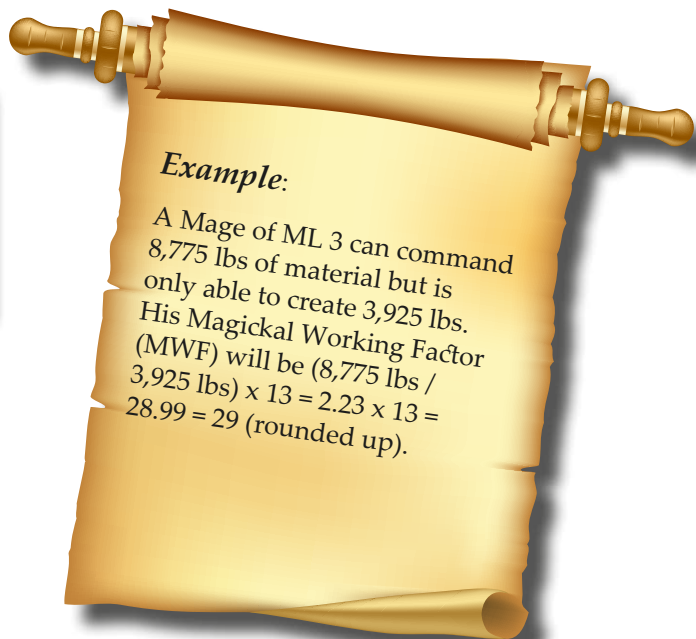 Example:
A Mage of ML 3 can command
8,775 lbs of material but is
only able to create 3,925 lbs.
His Magickal Working Factor
(MWF) will be (8,775 lbs /
3,925 lbs) x 13 = 2.23 x 13 =
28.99 = 29 (rounded up).